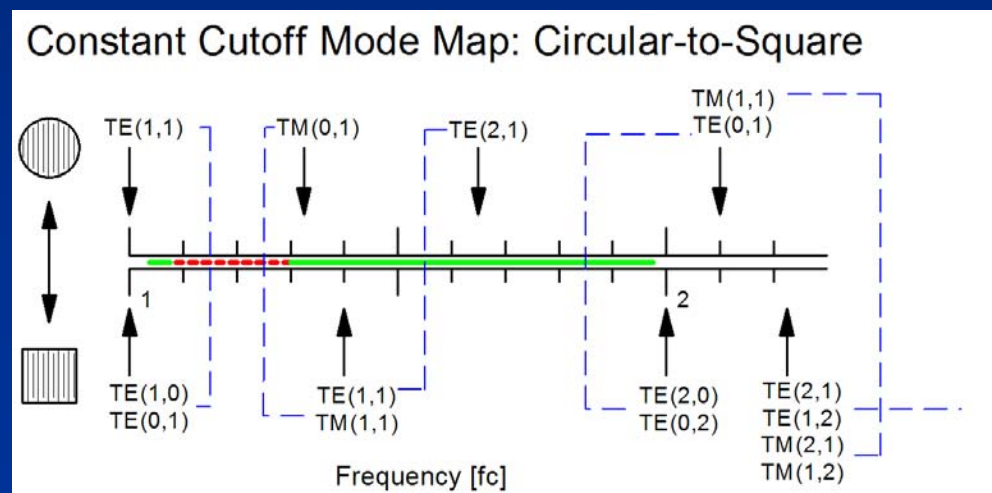 Constant Cutoff Mode Map: Circular-to-Square
TM(1,1)
TE(1,1)
TM(0,1)
TE(2,1)
TE(0,1)
1
2
TE(1,0)
TE(0,1)
TE(1,1)
TM(1,1)
TE(2,0)
TE(0,2)
TE(2,1)
TE(1,2)
TM(2,1)
TM(1,2)
Frequency [fc]